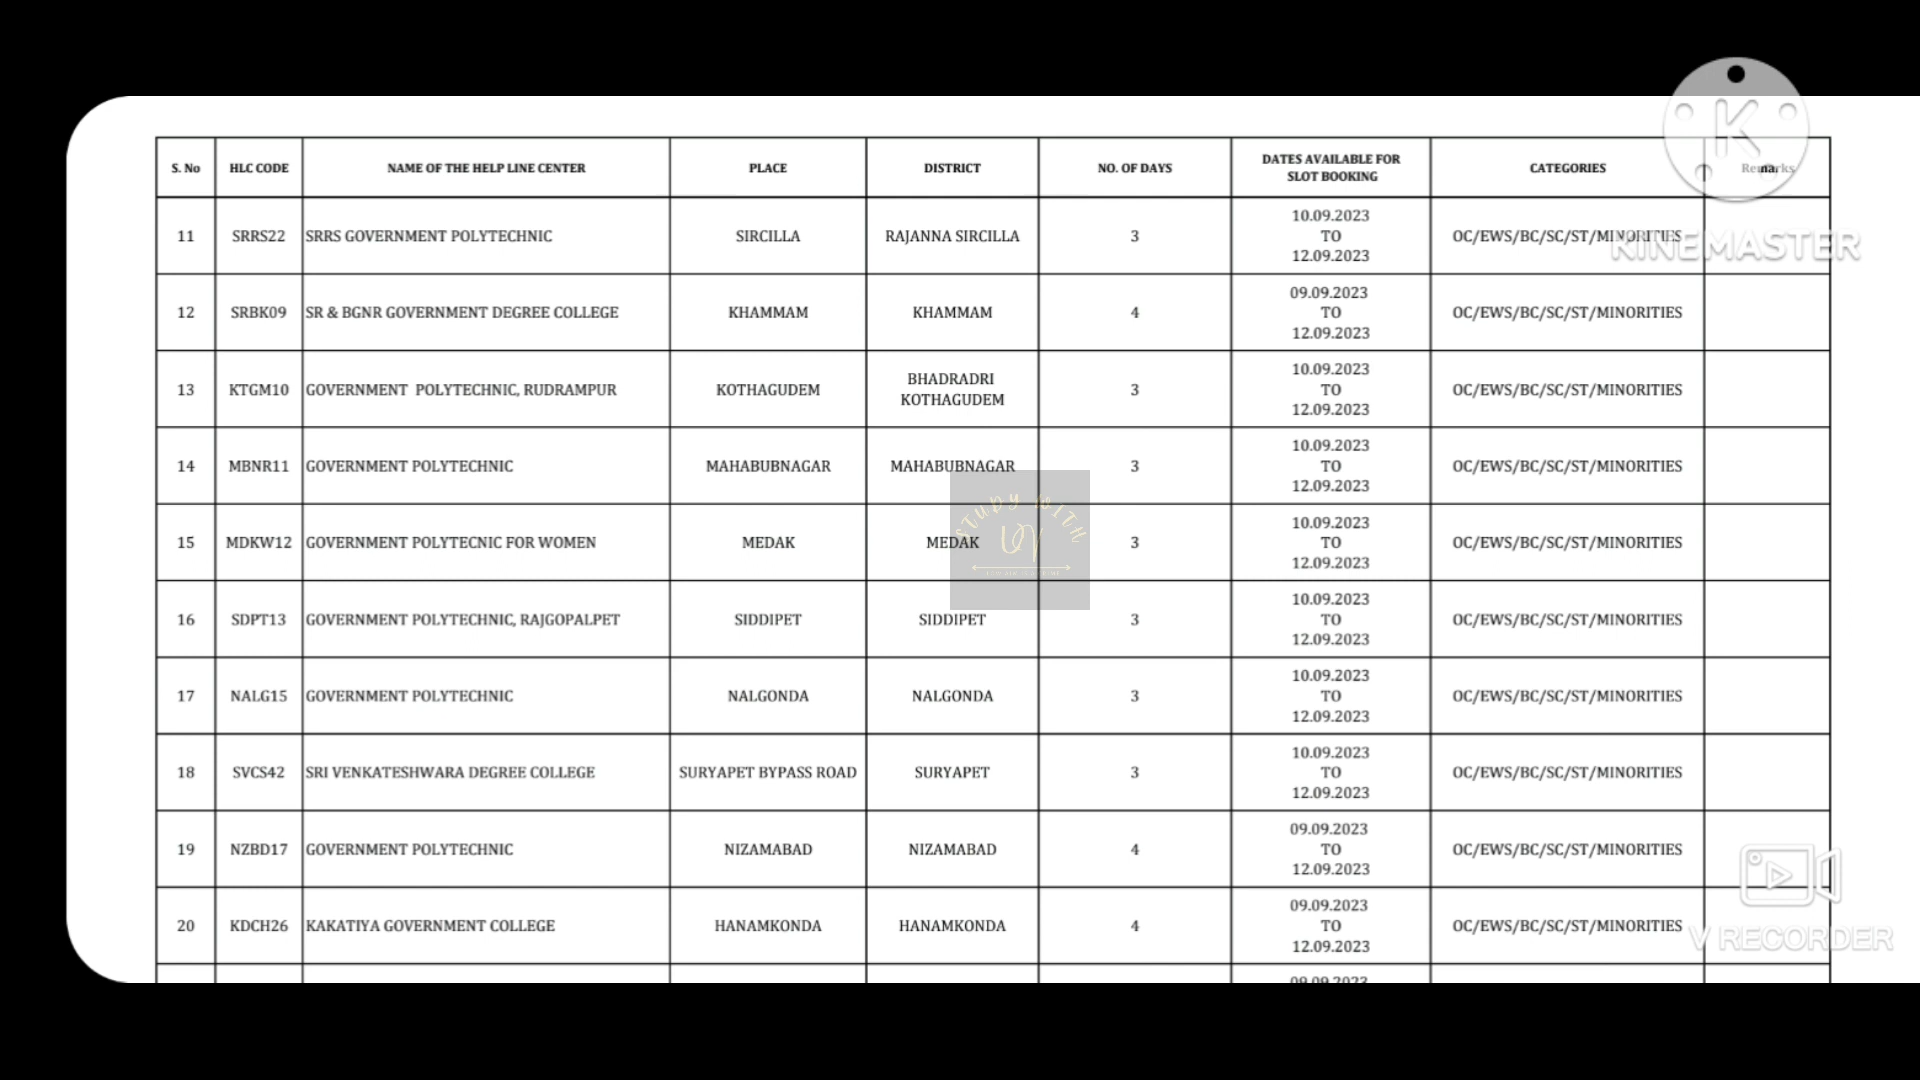 S. No HLC CODE NAME OF THE HELP LINE CENTER PLACE DISTRICT NO. OF DAYS DATES AVAILABLE FOR SLOT BOOKING CATEGORIES Remarks
11 SRRS22 SRRS GOVERNMENT POLYTECHNIC SIRCILLA RAJANNA SIRCILLA 3 10.09.2023 TO 12.09.2023 OC/EWS/BC/SC/ST/MINORITIES
12 SRBK09 SR & BGNR GOVERNMENT DEGREE COLLEGE KHAMMAM KHAMMAM 4 09.09.2023 TO 12.09.2023 OC/EWS/BC/SC/ST/MINORITIES
13 KTGM10 GOVERNMENT POLYTECHNIC, RUDRAMPUR KOTHAGUDEM BHADRADRI KOTHAGUDEM 3 10.09.2023 TO 12.09.2023 OC/EWS/BC/SC/ST/MINORITIES
14 MBNR11 GOVERNMENT POLYTECHNIC MAHABUBNAGAR MAHABUBNAGAR 3 10.09.2023 TO 12.09.2023 OC/EWS/BC/SC/ST/MINORITIES
15 MDKW12 GOVERNMENT POLYTECNIC FOR WOMEN MEDAK MEDAK 3 10.09.2023 TO 12.09.2023 OC/EWS/BC/SC/ST/MINORITIES
16 SDPT13 GOVERNMENT POLYTECHNIC, RAJGOPALPET SIDDIPET SIDDIPET 3 10.09.2023 TO 12.09.2023 OC/EWS/BC/SC/ST/MINORITIES
17 NALG15 GOVERNMENT POLYTECHNIC NALGONDA NALGONDA 3 10.09.2023 TO 12.09.2023 OC/EWS/BC/SC/ST/MINORITIES
18 SVCS42 SRI VENKATESHWARA DEGREE COLLEGE SURYAPET BYPASS ROAD SURYAPET 3 10.09.2023 TO 12.09.2023 OC/EWS/BC/SC/ST/MINORITIES
19 NZBD17 GOVERNMENT POLYTECHNIC NIZAMABAD NIZAMABAD 4 09.09.2023 TO 12.09.2023 OC/EWS/BC/SC/ST/MINORITIES
20 KDCH26 KAKATIYA GOVERNMENT COLLEGE HANAMKONDA HANAMKONDA 4 09.09.2023 TO 12.09.2023 OC/EWS/BC/SC/ST/MINORITIES
09.09.2023
K
KINEMASTER
STUDY WITH
V RECORDER